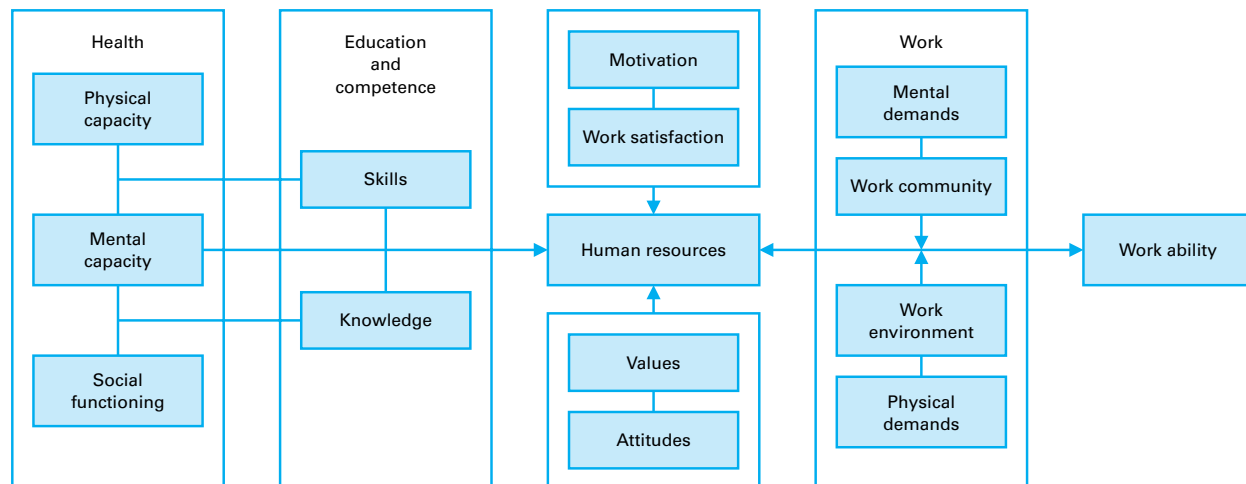 Health
Physical
capacity
Mental
capacity
Social
functioning
Education
and
competence
Skills
Knowledge
Motivation
Work satisfaction
Human resources
Values
Attitudes
Work
Mental
demands
Work community
Work
environment
Physical
demands
Work ability